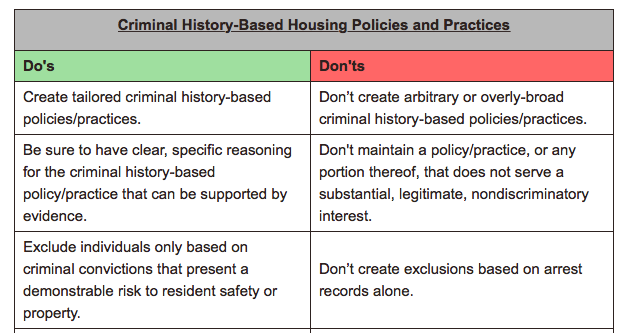 Criminal History-Based Housing Policies and Practices
Do's
Don'ts
Create tailored criminal history-based
policies/practices.
Don’t create arbitrary or overly-broad
criminal history-based policies/practices.
Be sure to have clear, specific reasoning
for the criminal history-based
policy/practice that can be supported by
evidence.
Don't maintain a policy/practice, or any
portion thereof, that does not serve a
substantial, legitimate, nondiscriminatory
interest.
Exclude individuals only based on
criminal convictions that present a
demonstrable risk to resident safety or
property.
Don’t create exclusions based on arrest
records alone.